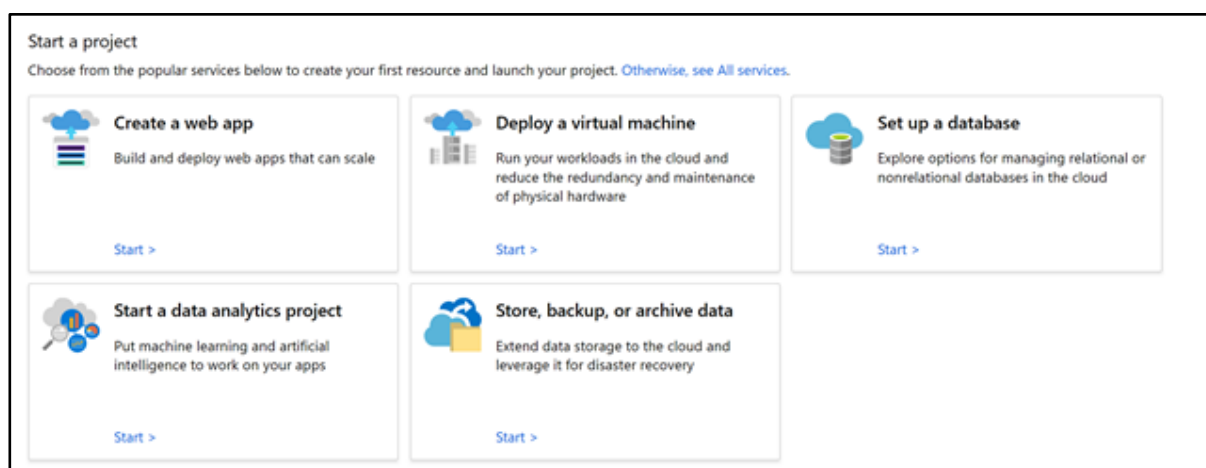 Start a project
Choose from the popular services below to create your first resource and launch your project. Otherwise, see All services.
Create a web app
Build and deploy web apps that can scale
Start >
Deploy a virtual machine
Run your workloads in the cloud and
reduce the redundancy and maintenance
of physical hardware
Start >
Set up a database
Explore options for managing relational or
nonrelational databases in the cloud
Start >
Start a data analytics project
Put machine learning and artificial
intelligence to work on your apps
Start >
Store, backup, or archive data
Extend data storage to the cloud and
leverage it for disaster recovery
Start >